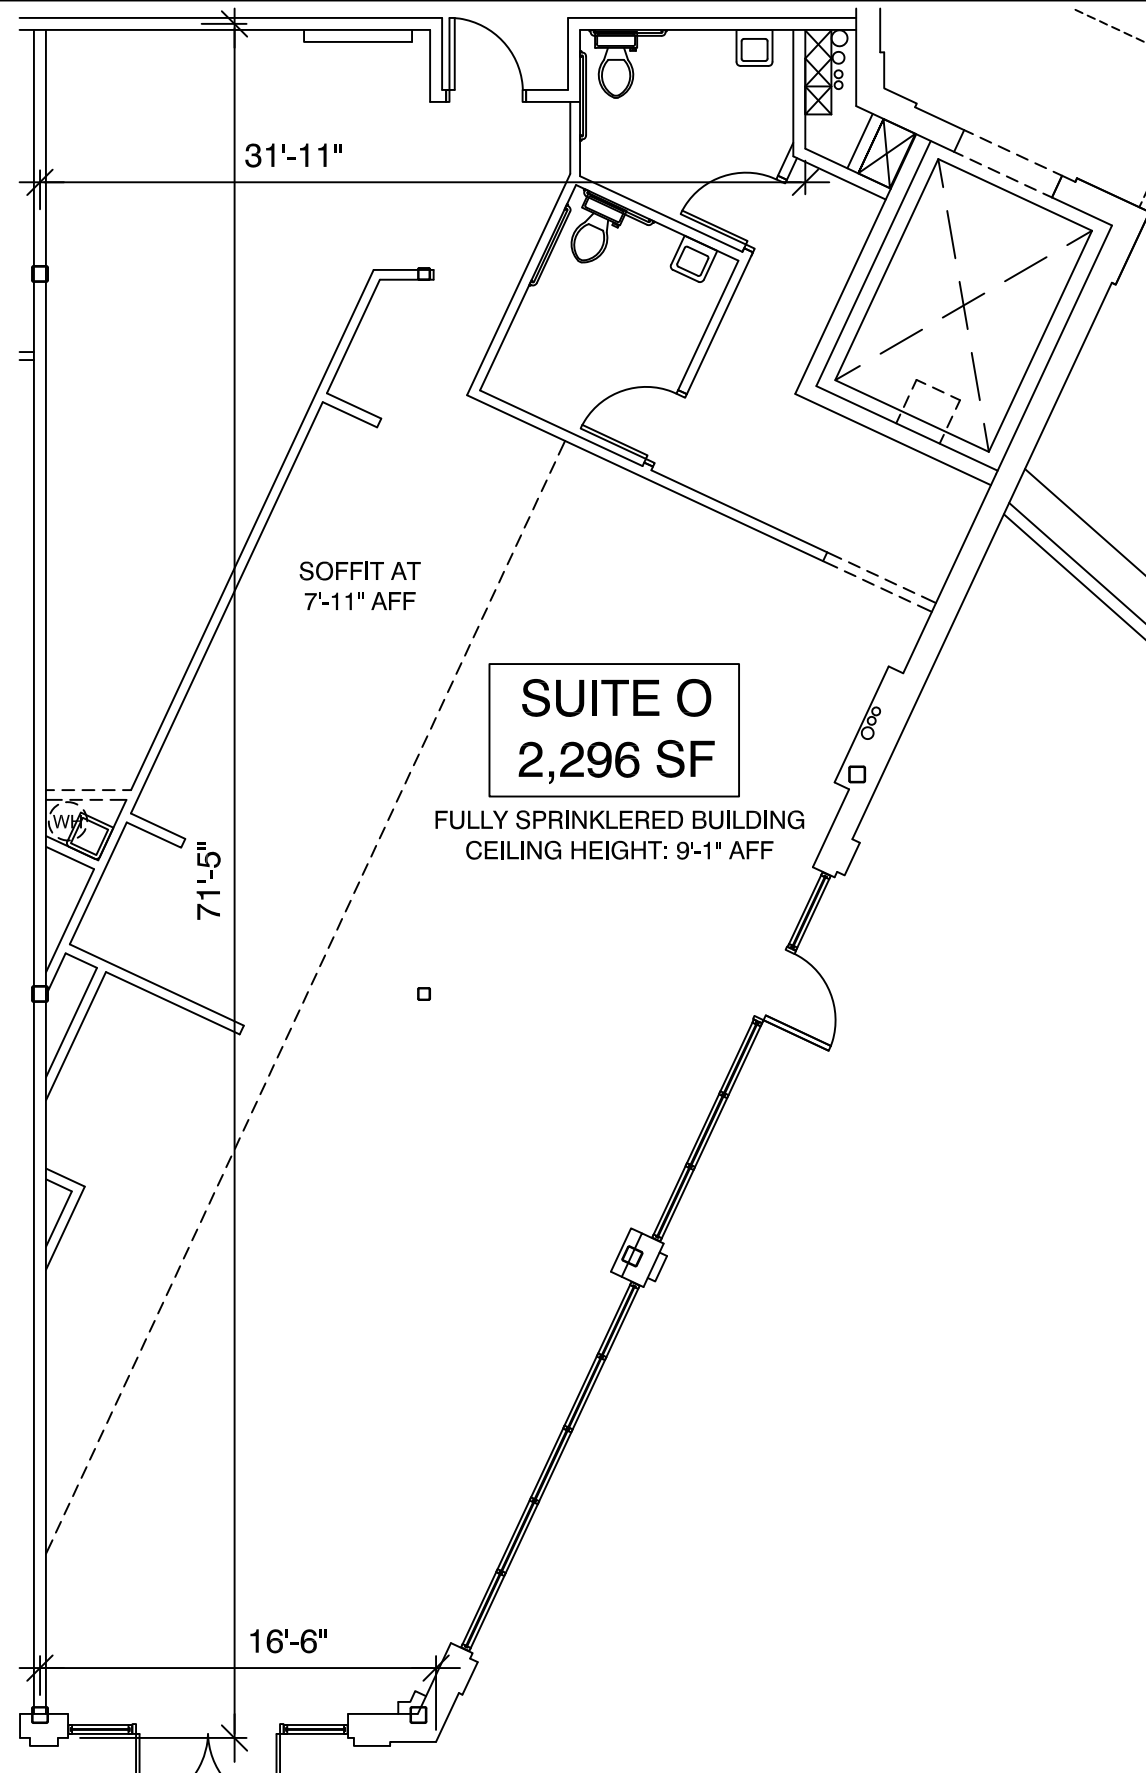 31'-11"
SOFFIT AT
7'-11" AFF
SUITE O
2,296 SF
FULLY SPRINKLERED BUILDING
CEILING HEIGHT: 9'-1" AFF
WH
71'-5"
16'-6"